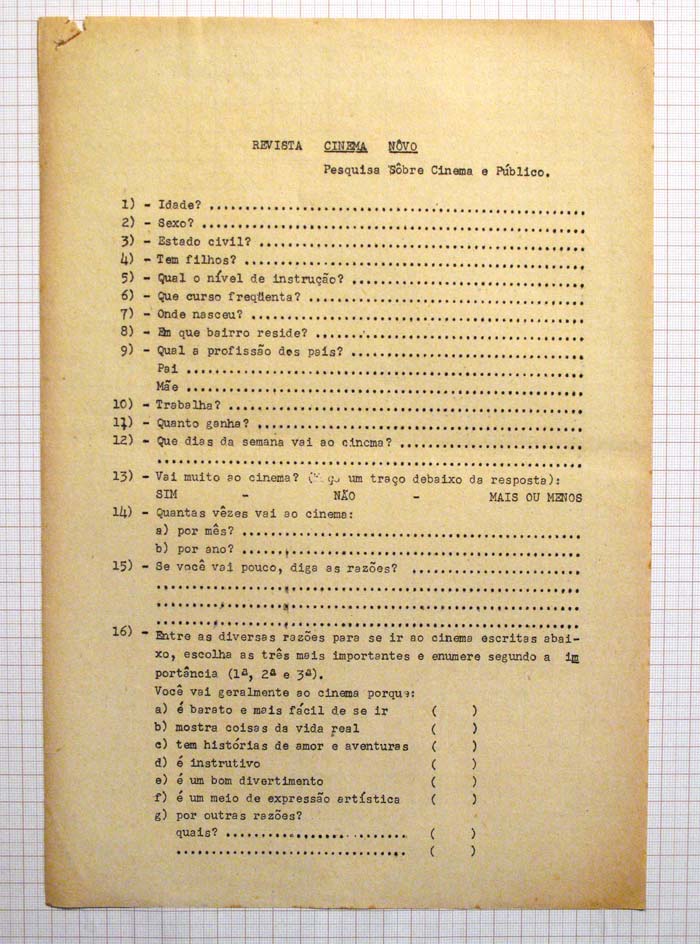 REVISTA CINEMA NÔVO
Pesquisa Sôbre Cinema e Público.
1) - Idade? ..................................................
2) - Sexo? ..................................................
3) - Estado civil? ..........................................
4) - Tem filhos? ............................................
5) - Qual o nível de instrução? ..............................
6) - Que curso freqüenta? ....................................
7) - Onde nasceu? ............................................
8) - Em que bairro reside? ...................................
9) - Qual a profissão dos pais? ..............................
Pai ......................................................
Mãe ......................................................
10) - Trabalha? ..............................................
11) - Quanto ganha? ..........................................
12) - Que dias da semana vai ao cinema? .......................
..........................................................
13) - Vai muito ao cinema? ( um traço debaixo da resposta):
SIM - NÃO - MAIS OU MENOS
14) - Quantas vêzes vai ao cinema:
a) por mês? ..............................................
b) por ano? ..............................................
15) - Se você vai pouco, diga as razões? ......................
..........................................................
..........................................................
..........................................................
16) - Entre as diversas razões para se ir ao cinema escritas abai-
xo, escolha as três mais importantes e enumere segundo a im
portância (1ª, 2ª e 3ª).
Você vai geralmente ao cinema porque:
a) é barato e mais fácil de se ir ( )
b) mostra coisas da vida real ( )
c) tem histórias de amor e aventuras ( )
d) é instrutivo ( )
e) é um bom divertimento ( )
f) é um meio de expressão artística ( )
g) por outras razões?
quais? ......................... ( )
................................ ( )